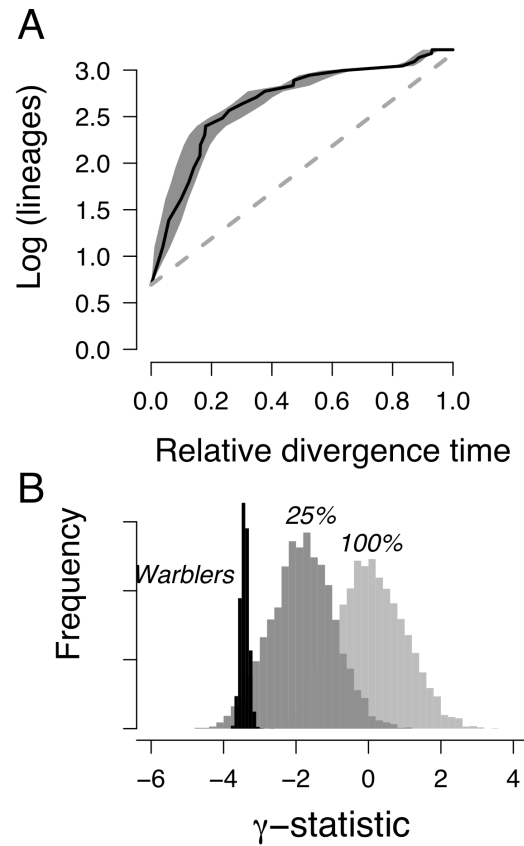 A
3.0
2.5
2.0
1.5
1.0
0.5
0.0
Log (lineages)
0.0 0.2 0.4 0.6 0.8 1.0
Relative divergence time
B
Frequency
Warblers
25%
100%
−6 −4 −2 0 2 4
γ−statistic